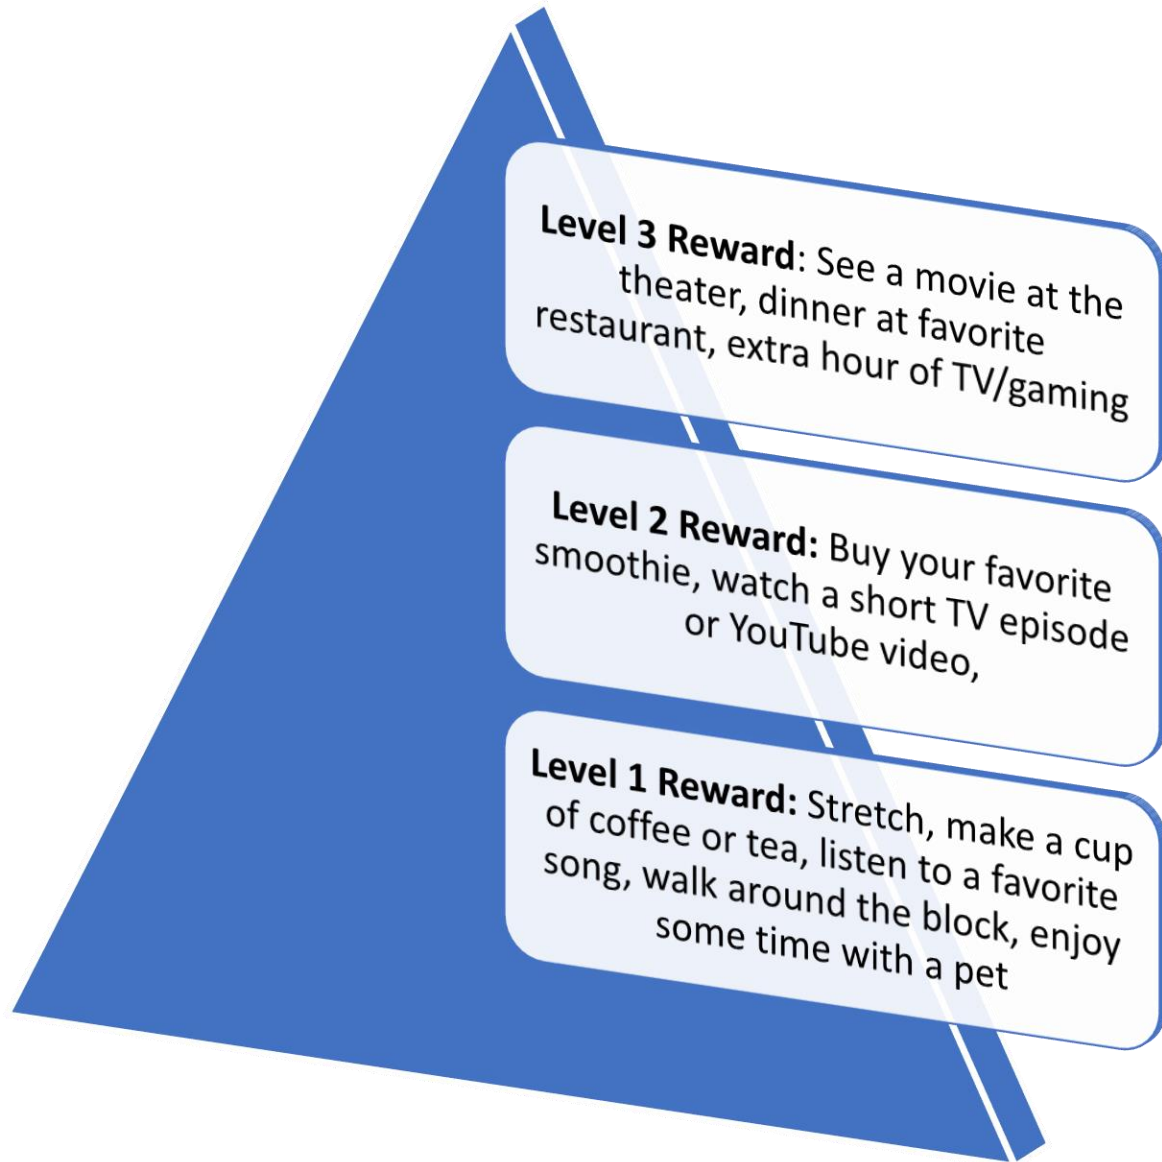 Level 3 Reward: See a movie at the
theater, dinner at favorite
restaurant, extra hour of TV/gaming
Level 2 Reward: Buy your favorite
smoothie, watch a short TV episode
or YouTube video,
Level 1 Reward: Stretch, make a cup
of coffee or tea, listen to a favorite
song, walk around the block, enjoy
some time with a pet